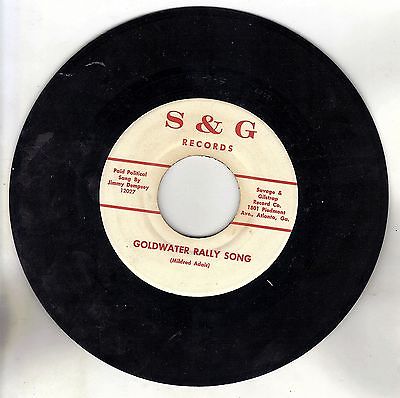 S & G
RECORDS
Paid Political
Song By
Jimmy Dempsey
12027
Savage &
Gilstrap
Record Co.
1801 Piedmont
Ave., Atlanta, Ga.
GOLDWATER RALLY SONG
(Mildred Adair)